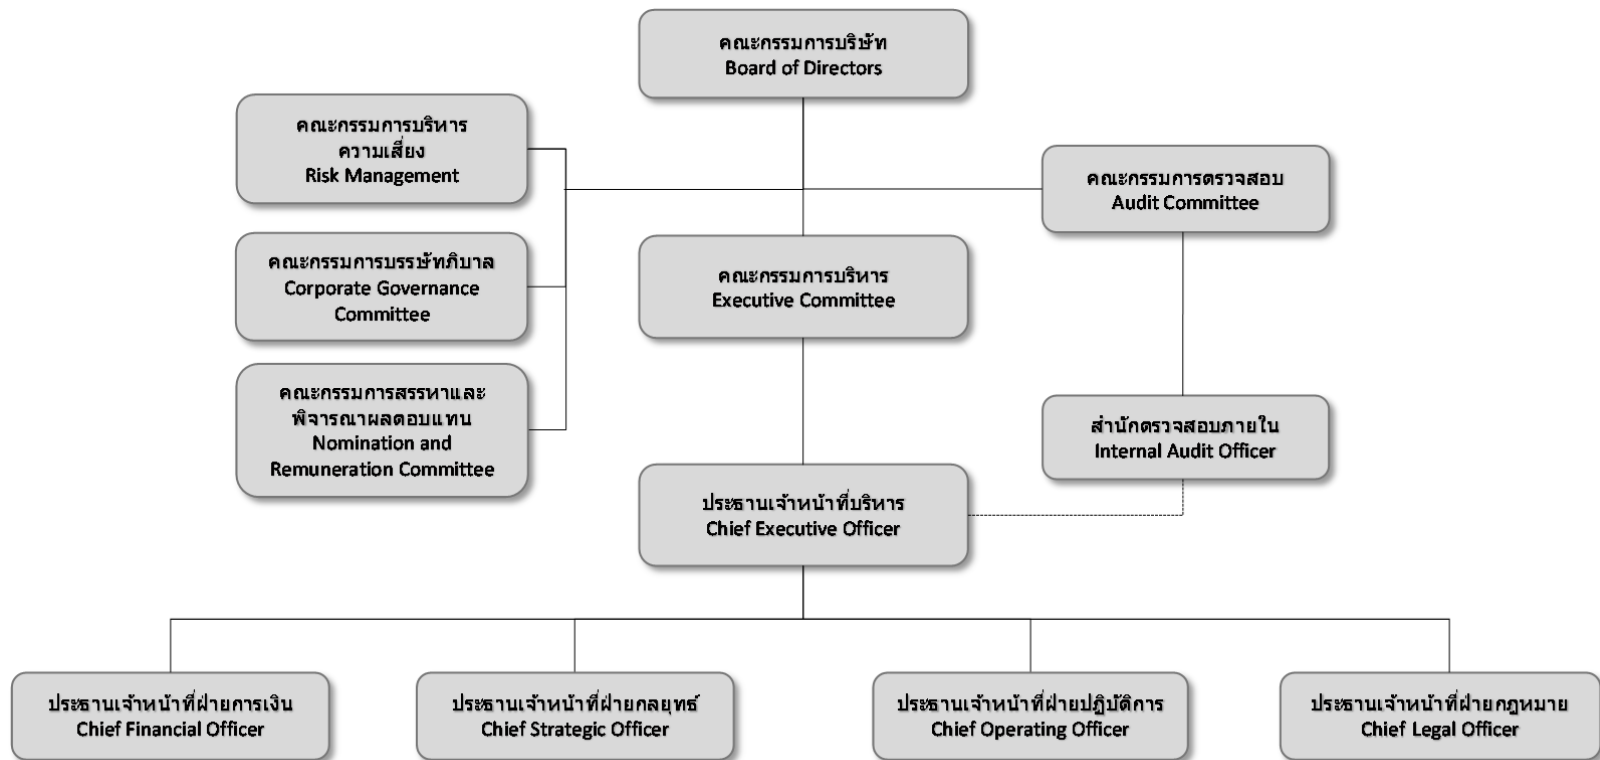 คณะกรรมการบริษัท
Board of Directors
คณะกรรมการบริหาร
ความเสี่ยง
Risk Management
คณะกรรมการตรวจสอบ
Audit Committee
คณะกรรมการบรรษัทภิบาล
Corporate Governance
Committee
คณะกรรมการบริหาร
Executive Committee
คณะกรรมการสรรหาและ
พิจารณาผลตอบแทน
Nomination and
Remuneration Committee
สำนักตรวจสอบภายใน
Internal Audit Officer
ประธานเจ้าหน้าที่บริหาร
Chief Executive Officer
ประธานเจ้าหน้าที่ฝ่ายการเงิน
Chief Financial Officer
ประธานเจ้าหน้าที่ฝ่ายกลยุทธ์
Chief Strategic Officer
ประธานเจ้าหน้าที่ฝ่ายปฏิบัติการ
Chief Operating Officer
ประธานเจ้าหน้าที่ฝ่ายกฎหมาย
Chief Legal Officer